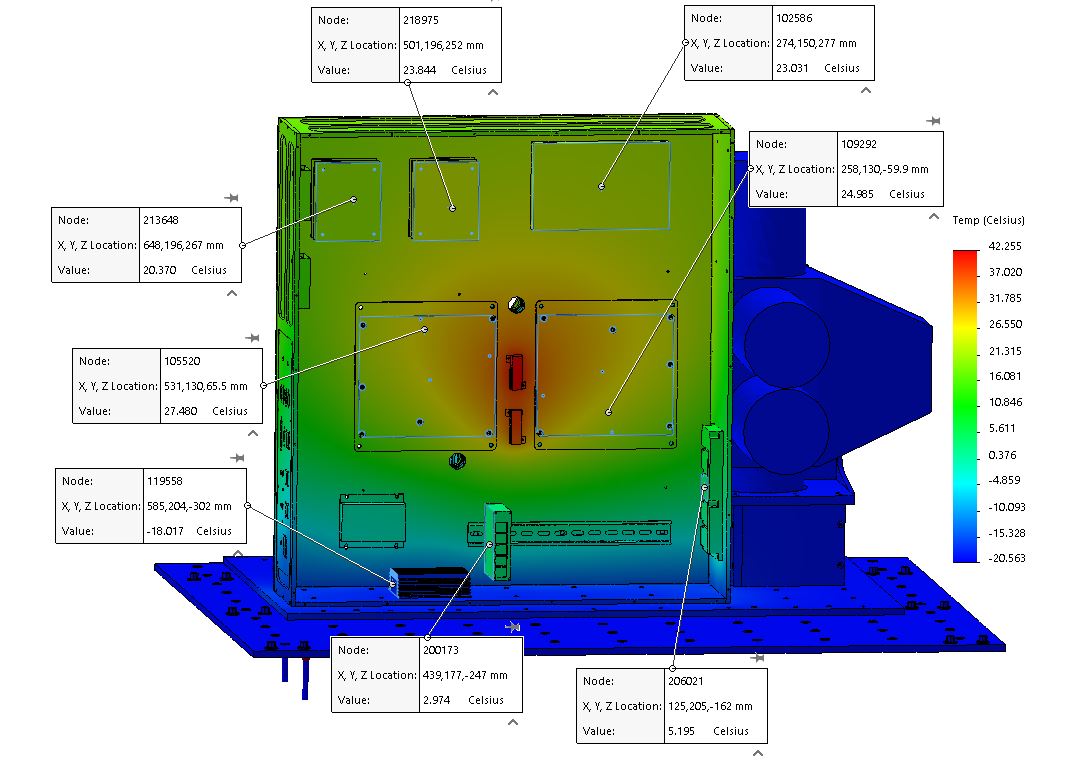 Node: 218975
X, Y, Z Location: 501,196,252 mm
Value: 23.844 Celsius
Node: 102586
X, Y, Z Location: 274,150,277 mm
Value: 23.031 Celsius
Node: 109292
X, Y, Z Location: 258,130,-59.9 mm
Value: 24.985 Celsius
Node: 213648
X, Y, Z Location: 648,196,267 mm
Value: 20.370 Celsius
Temp (Celsius)
42.255
37.020
31.785
26.550
21.315
16.081
10.846
5.611
0.376
-4.859
-10.093
-15.328
-20.563
Node: 105520
X, Y, Z Location: 531,130,65.5 mm
Value: 27.480 Celsius
Node: 119558
X, Y, Z Location: 585,204,-302 mm
Value: -18.017 Celsius
Node: 200173
X, Y, Z Location: 439,177,-247 mm
Value: 2.974 Celsius
Node: 206021
X, Y, Z Location: 125,205,-162 mm
Value: 5.195 Celsius